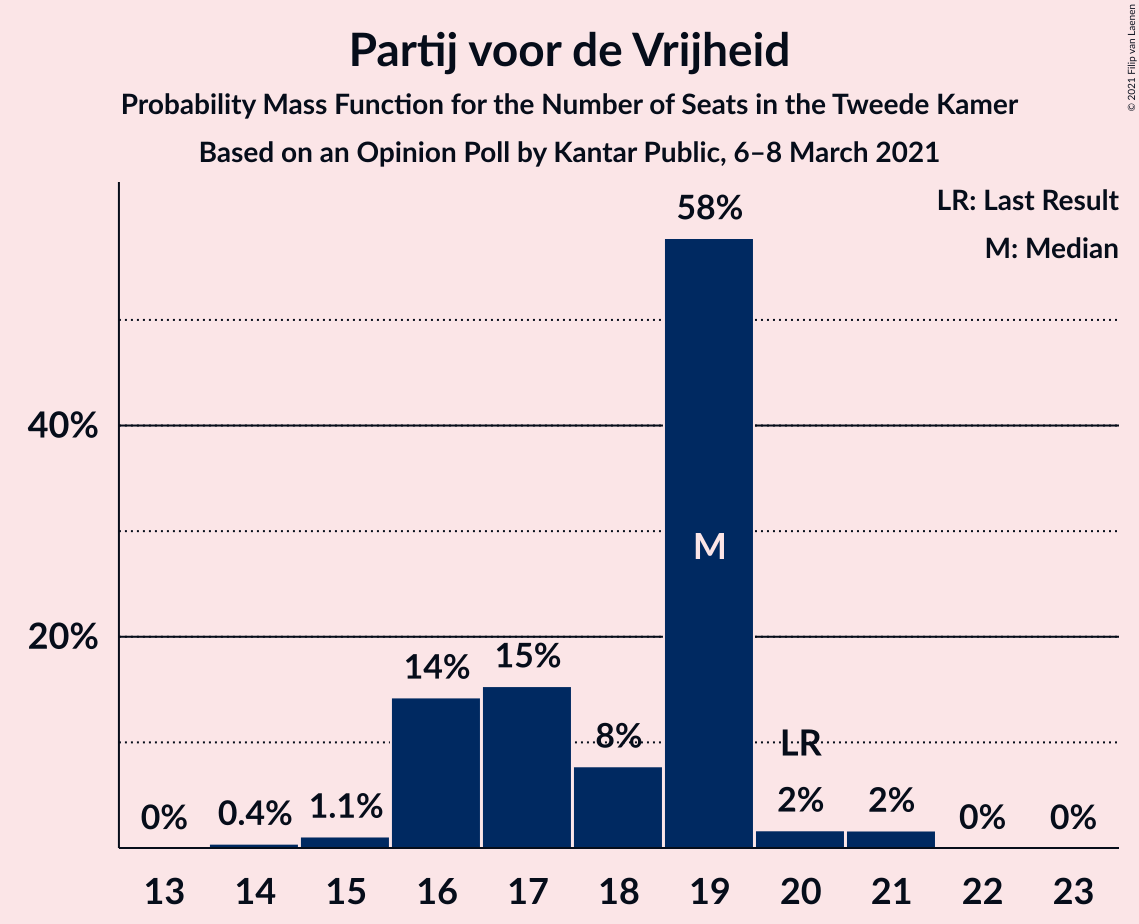 Partij voor de Vrijheid
Probability Mass Function for the Number of Seats in the Tweede Kamer
Based on an Opinion Poll by Kantar Public, 6–8 March 2021
© 2021 Filip van Laenen
LR: Last Result
M: Median
58%
40%
M
20%
14%
15%
8%
LR
0%
0.4%
1.1%
2%
2%
0%
0%
13 14 15 16 17 18 19 20 21 22 23